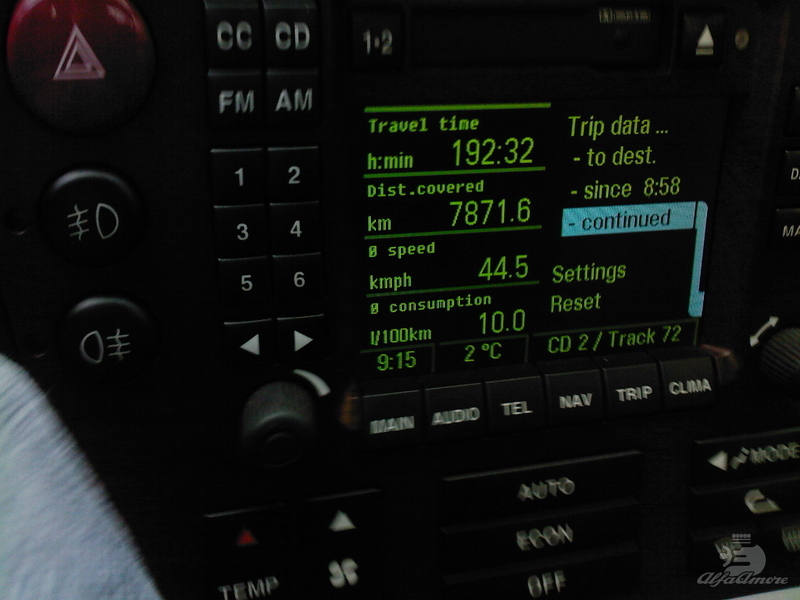 CC CD
1•2
FM AM
Travel time
h:min 192:32
Dist.covered
km 7871.6
Ø speed
kmph 44.5
Ø consumption
l/100km 10.0
9:15 2 °C
Trip data ...
- to dest.
- since 8:58
- continued
Settings
Reset
CD 2 / Track 72
1 2
3 4
5 6
MAIN AUDIO TEL NAV TRIP CLIMA
MODE
AUTO
ECON
OFF
TEMP
AlfaAmore